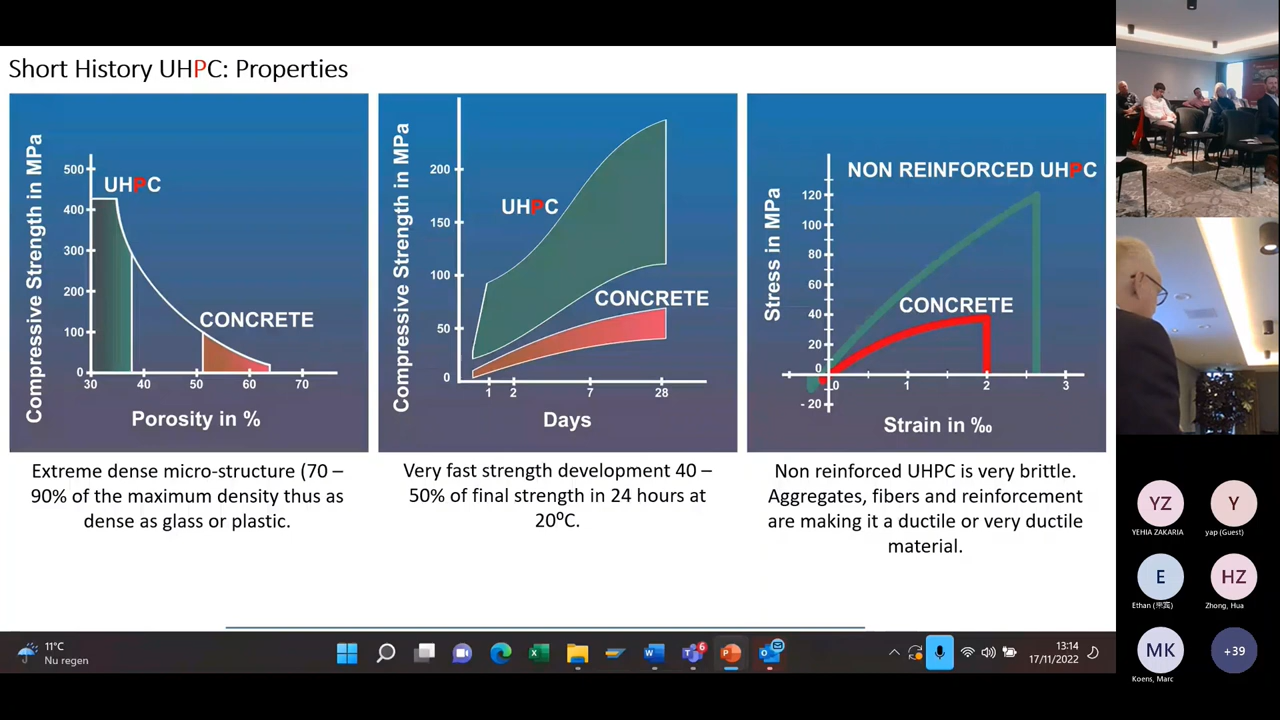 Short History UHPC: Properties
Compressive Strength in MPa
500
400
300
200
100
0
UHPC
CONCRETE
30
40
50
60
70
Porosity in %
Extreme dense micro-structure (70 –
90% of the maximum density thus as
dense as glass or plastic.
Compressive Strength in MPa
200
150
100
50
0
UHPC
CONCRETE
1
2
7
28
Days
Very fast strength development 40 –
50% of final strength in 24 hours at
20⁰C.
Stress in MPa
120
100
80
60
40
20
0
- 20
NON REINFORCED UHPC
CONCRETE
0
1
2
3
Strain in ‰
Non reinforced UHPC is very brittle.
Aggregates, fibers and reinforcement
are making it a ductile or very ductile
material.
YZ
YEHIA ZAKARIA
Y
yap (Guest)
E
Ethan
HZ
Zhong, Hua
MK
Koens, Marc
+39
11°C
Nu regen
6
13:14
17/11/2022